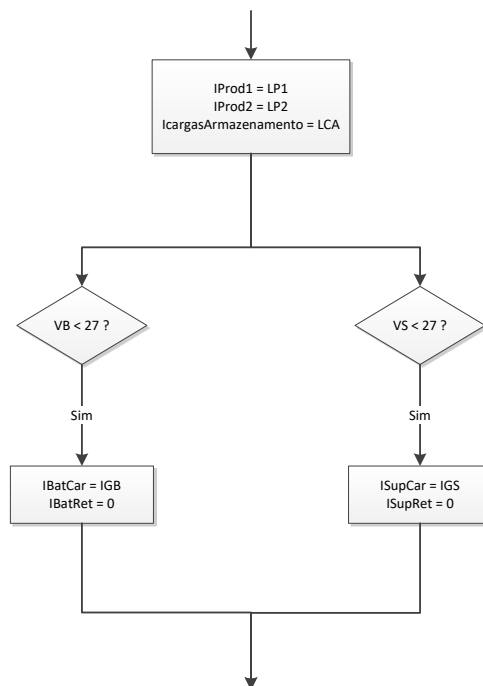 IProd1 = LP1
IProd2 = LP2
IcargasArmazenamento = LCA
VB < 27 ?
VS < 27 ?
Sim
Sim
IBatCar = IGB
IBatRet = 0
ISupCar = IGS
ISupRet = 0